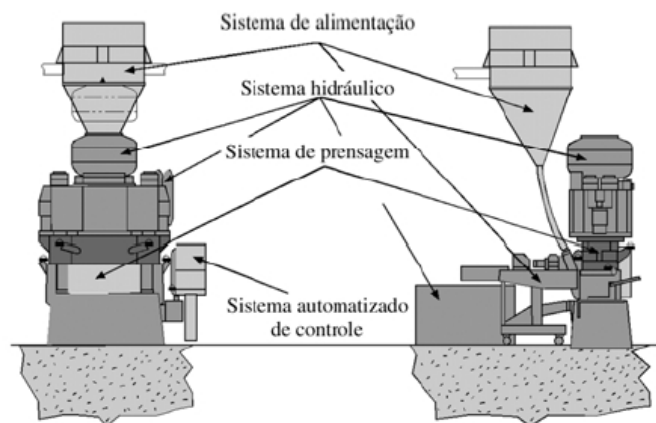 Sistema de alimentação
Sistema hidráulico
Sistema de prensagem
Sistema automatizado
de controle